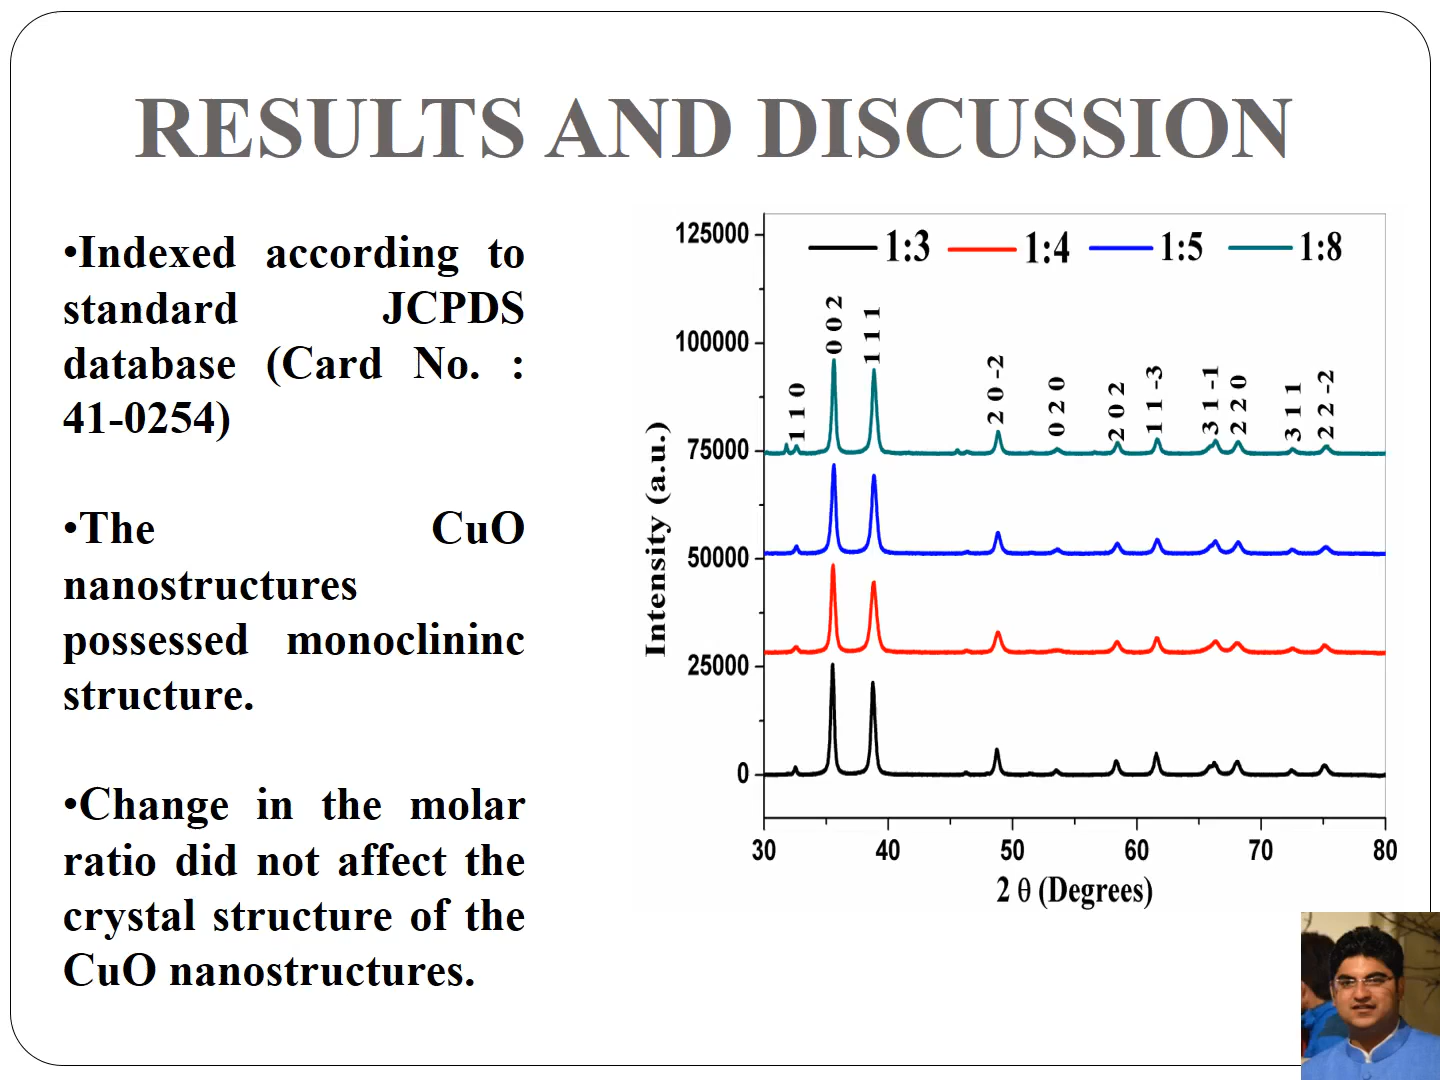 RESULTS AND DISCUSSION
•Indexed according to
standard JCPDS
database (Card No. :
41-0254)
•The CuO
nanostructures
possessed monoclininc
structure.
•Change in the molar
ratio did not affect the
crystal structure of the
CuO nanostructures.
125000
100000
75000
50000
25000
0
Intensity (a.u.)
1:3 1:4 1:5 1:8
1 1 0
0 0 2
1 1 1
2 0 -2
0 2 0
2 0 2
1 1 -3
3 1 -1
2 2 0
3 1 1
2 2 -2
30 40 50 60 70 80
2 θ (Degrees)